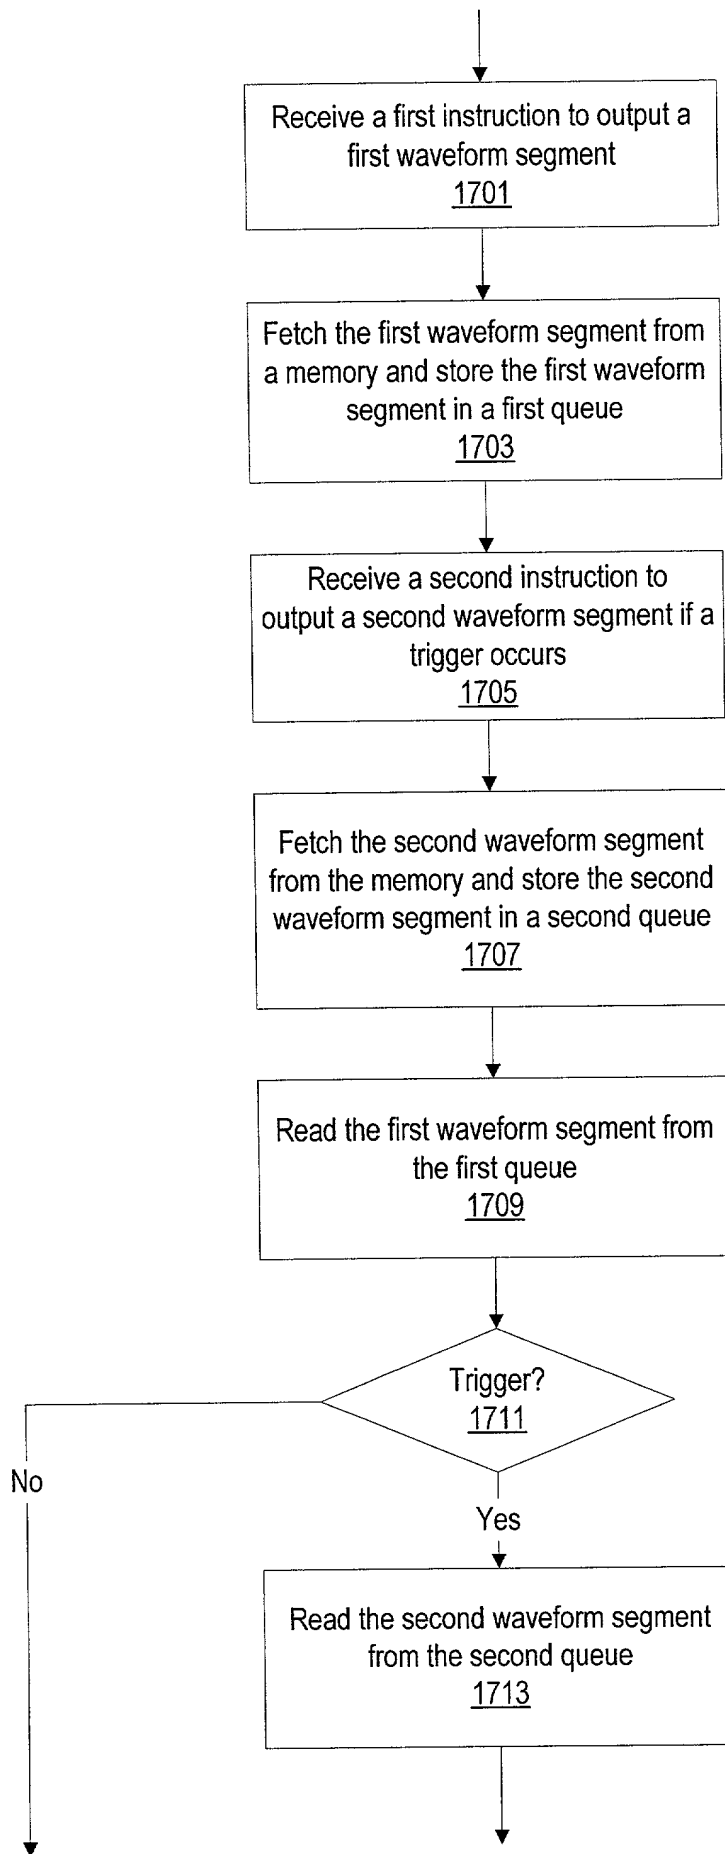 Receive a first instruction to output a
first waveform segment
1701
Fetch the first waveform segment from
a memory and store the first waveform
segment in a first queue
1703
Receive a second instruction to
output a second waveform segment if a
trigger occurs
1705
Fetch the second waveform segment
from the memory and store the second
waveform segment in a second queue
1707
Read the first waveform segment from
the first queue
1709
Trigger?
1711
No
Yes
Read the second waveform segment
from the second queue
1713